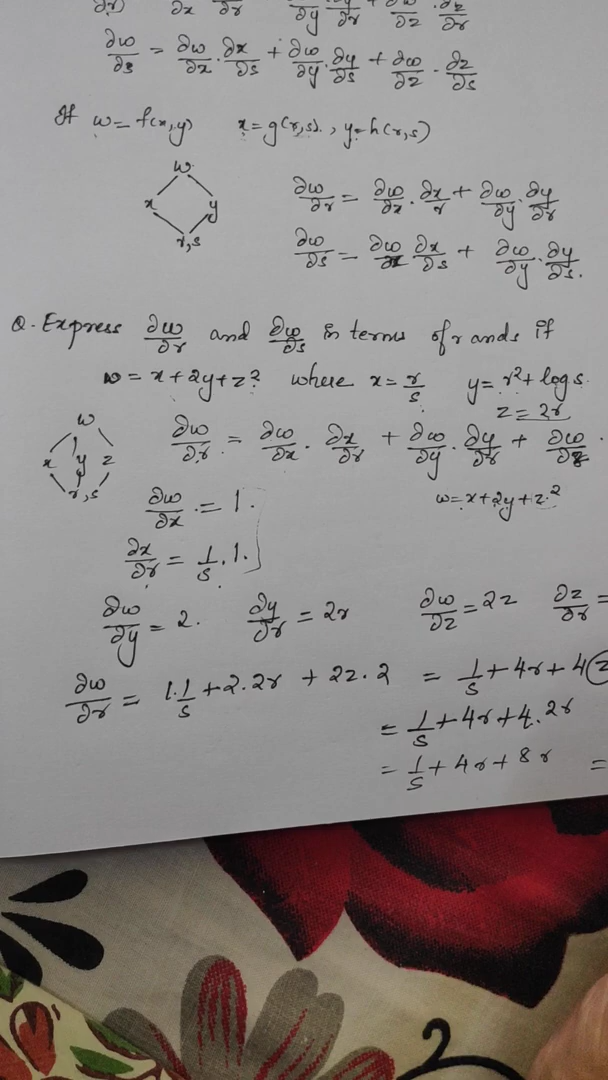 ∂x ∂r ∂y ∂r + ∂w/∂z · ∂z/∂r
∂w/∂s = ∂w/∂x · ∂x/∂s + ∂w/∂y · ∂y/∂s + ∂w/∂z · ∂z/∂s
If w = f(x,y) x = g(r,s)., y = h(r,s)
w
x y
r,s
∂w/∂r = ∂w/∂x · ∂x/r + ∂w/∂y · ∂y/∂r
∂w/∂s = ∂w/∂x ∂x/∂s + ∂w/∂y · ∂y/∂s.
Q. Express ∂w/∂r and ∂w/∂s in terms of r and s if
w = x + 2y + z² where x = r/s y = r² + log s.
z = 2r
w
x y z
r,s
∂w/∂r = ∂w/∂x · ∂x/∂r + ∂w/∂y · ∂y/∂r + ∂w/∂z ·
w = x + 2y + z²
∂w/∂x = 1.
∂x/∂r = 1/s · 1.
∂w/∂y = 2. ∂y/∂r = 2r ∂w/∂z = 2z ∂z/∂r =
∂w/∂r = 1·1/s + 2·2r + 2z·2 = 1/s + 4r + 4z
= 1/s + 4r + 4·2r
= 1/s + 4r + 8r =